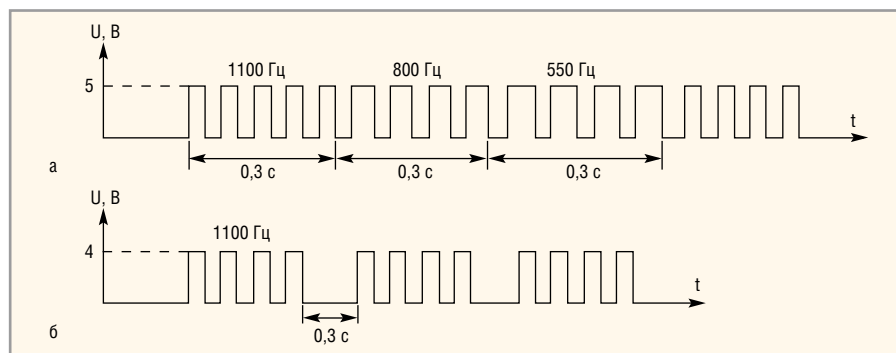 U, В
1100 Гц 800 Гц 550 Гц
5
t
0,3 с 0,3 с 0,3 с
а
U, В
1100 Гц
4
t
0,3 с
б